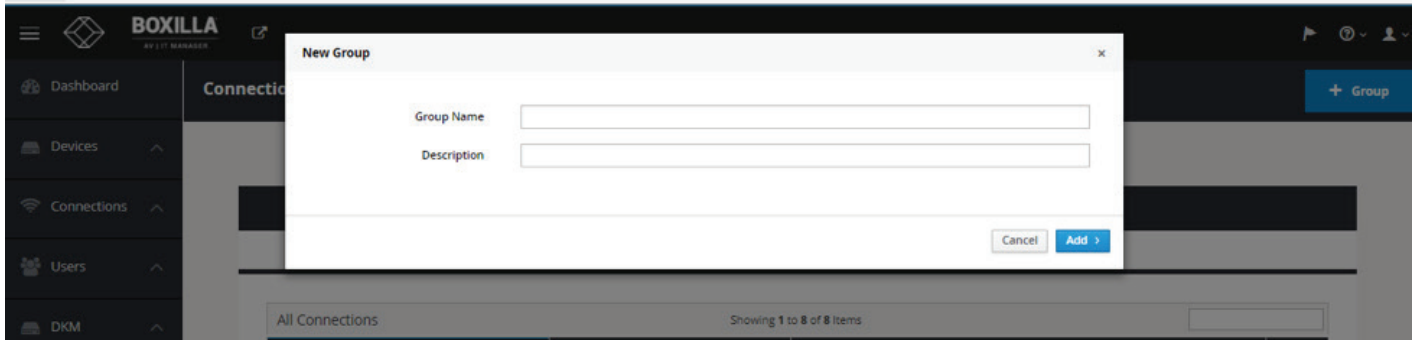 BOXILLA
AV | IT MANAGER
New Group
×
Dashboard
Connectio
+ Group
Group Name
Devices
Description
Connections
Cancel
Add >
Users
All Connections
Showing 1 to 8 of 8 Items
DKM